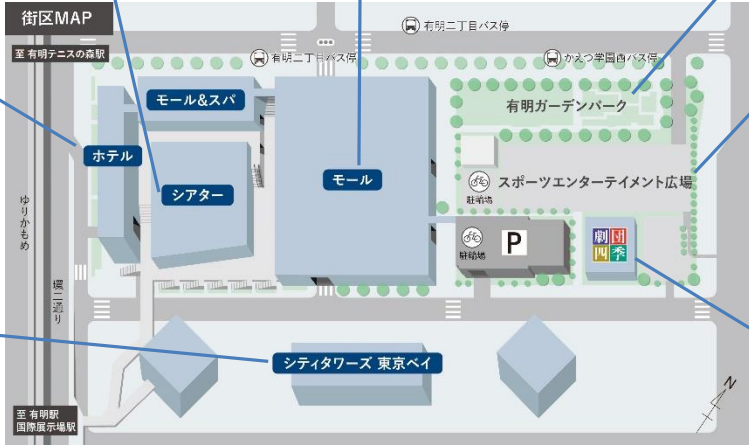 街区MAP
至 有明テニスの森駅
有明二丁目バス停
有明二丁目バス停
かえつ学園西バス停
モール&スパ
有明ガーデンパーク
ホテル
シアター
モール
スポーツエンターテイメント広場
駐輪場
ゆりかもめ
駐輪場
P
劇団
四季
環二通り
シティタワーズ 東京ベイ
至 有明駅
国際展示場駅
N